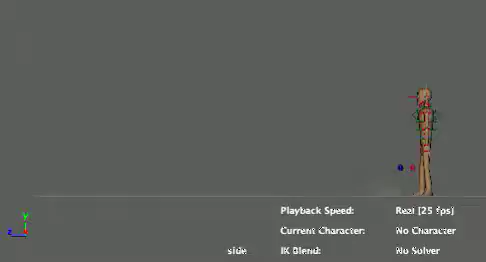 Playback Speed: Real [25 fps]
Current Character: No Character
side IK Blend: No Solver
y
z